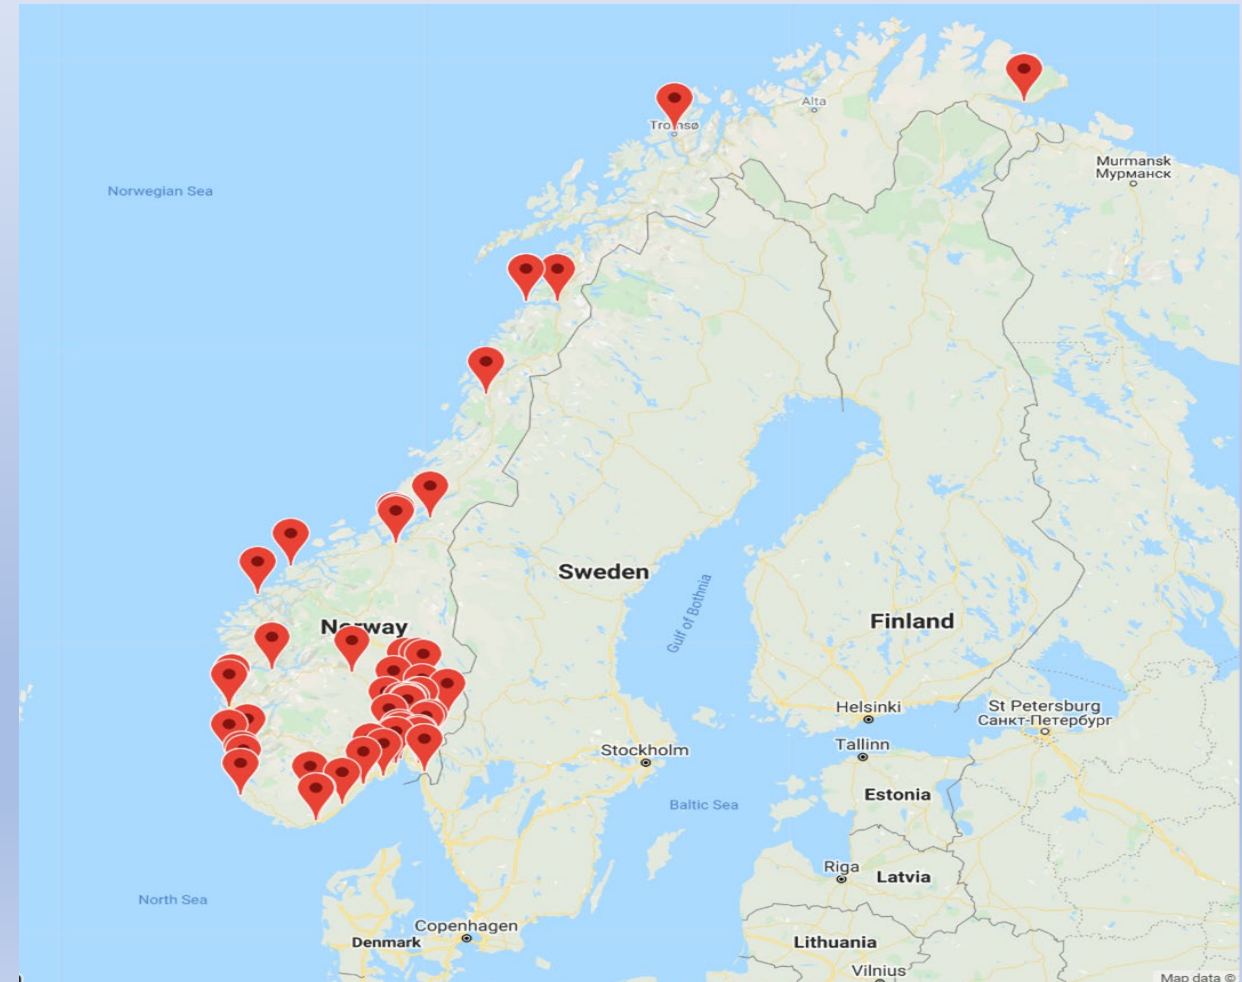 Alta
Tromsø
Murmansk
Мурманск
Norwegian Sea
Sweden
Gulf of Bothnia
Norway
Finland
Helsinki
St Petersburg
Санкт-Петербург
Tallinn
Stockholm
Estonia
Baltic Sea
Riga
Latvia
North Sea
Copenhagen
Denmark
Lithuania
Vilnius
Map data ©